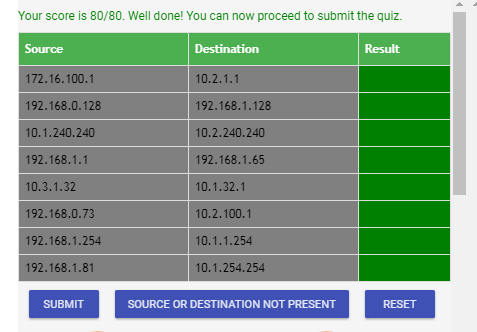 Your score is 80/80. Well done! You can now proceed to submit the quiz.
Source Destination Result
172.16.100.1 10.2.1.1
192.168.0.128 192.168.1.128
10.1.240.240 10.2.240.240
192.168.1.1 192.168.1.65
10.3.1.32 10.1.32.1
192.168.0.73 10.2.100.1
192.168.1.254 10.1.1.254
192.168.1.81 10.1.254.254
SUBMIT SOURCE OR DESTINATION NOT PRESENT RESET